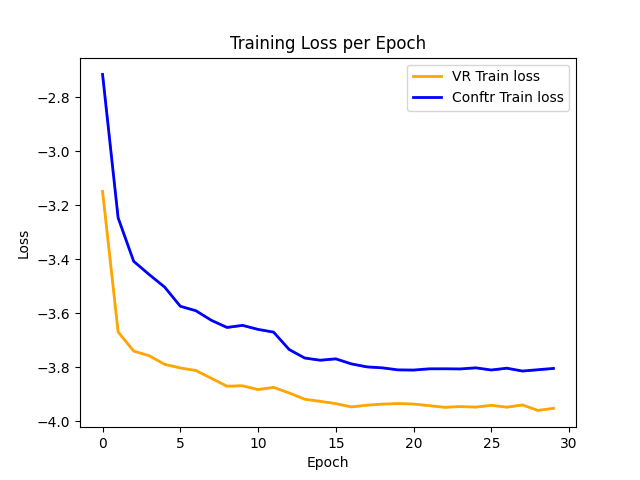 Training Loss per Epoch
VR Train loss
Conftr Train loss
Loss
−2.8
−3.0
−3.2
−3.4
−3.6
−3.8
−4.0
0 5 10 15 20 25 30
Epoch